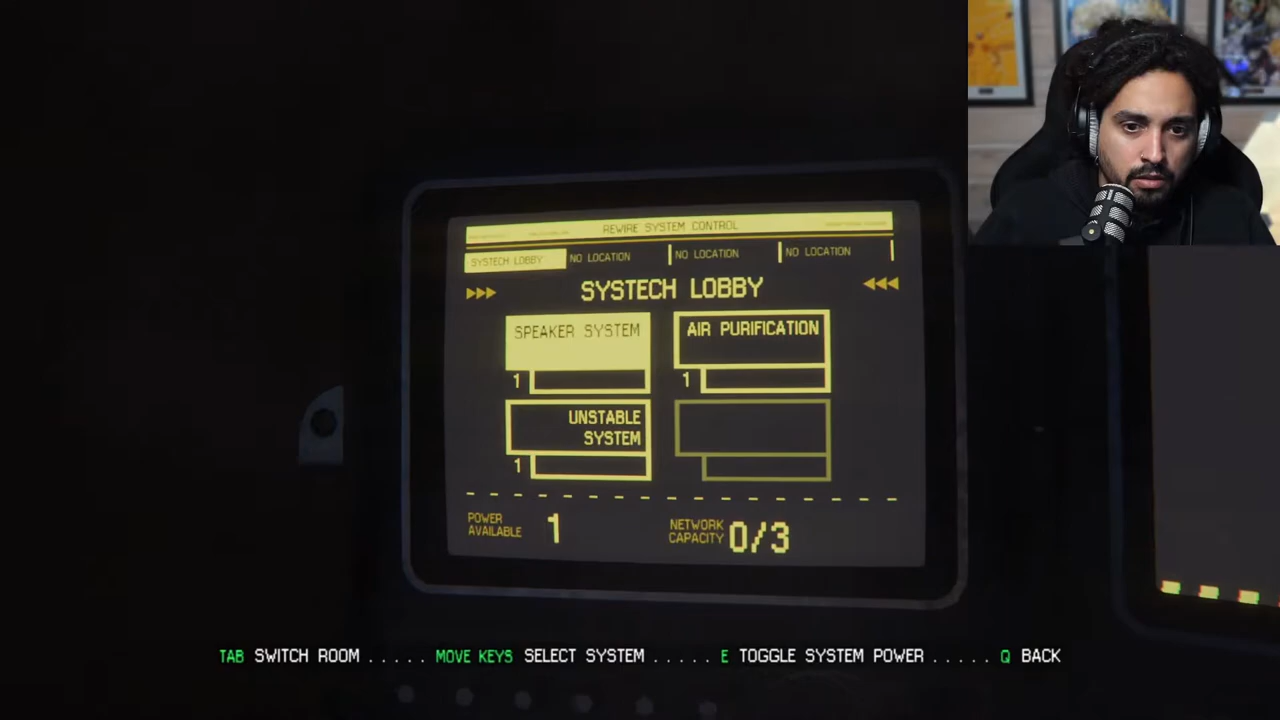 REWIRE SYSTEM CONTROL
SYSTECH LOBBY NO LOCATION NO LOCATION NO LOCATION
SYSTECH LOBBY
SPEAKER SYSTEM AIR PURIFICATION
1 1
UNSTABLE
SYSTEM
1
POWER
AVAILABLE 1
NETWORK
CAPACITY 0/3
TAB SWITCH ROOM ..... MOVE KEYS SELECT SYSTEM ..... E TOGGLE SYSTEM POWER ..... Q BACK